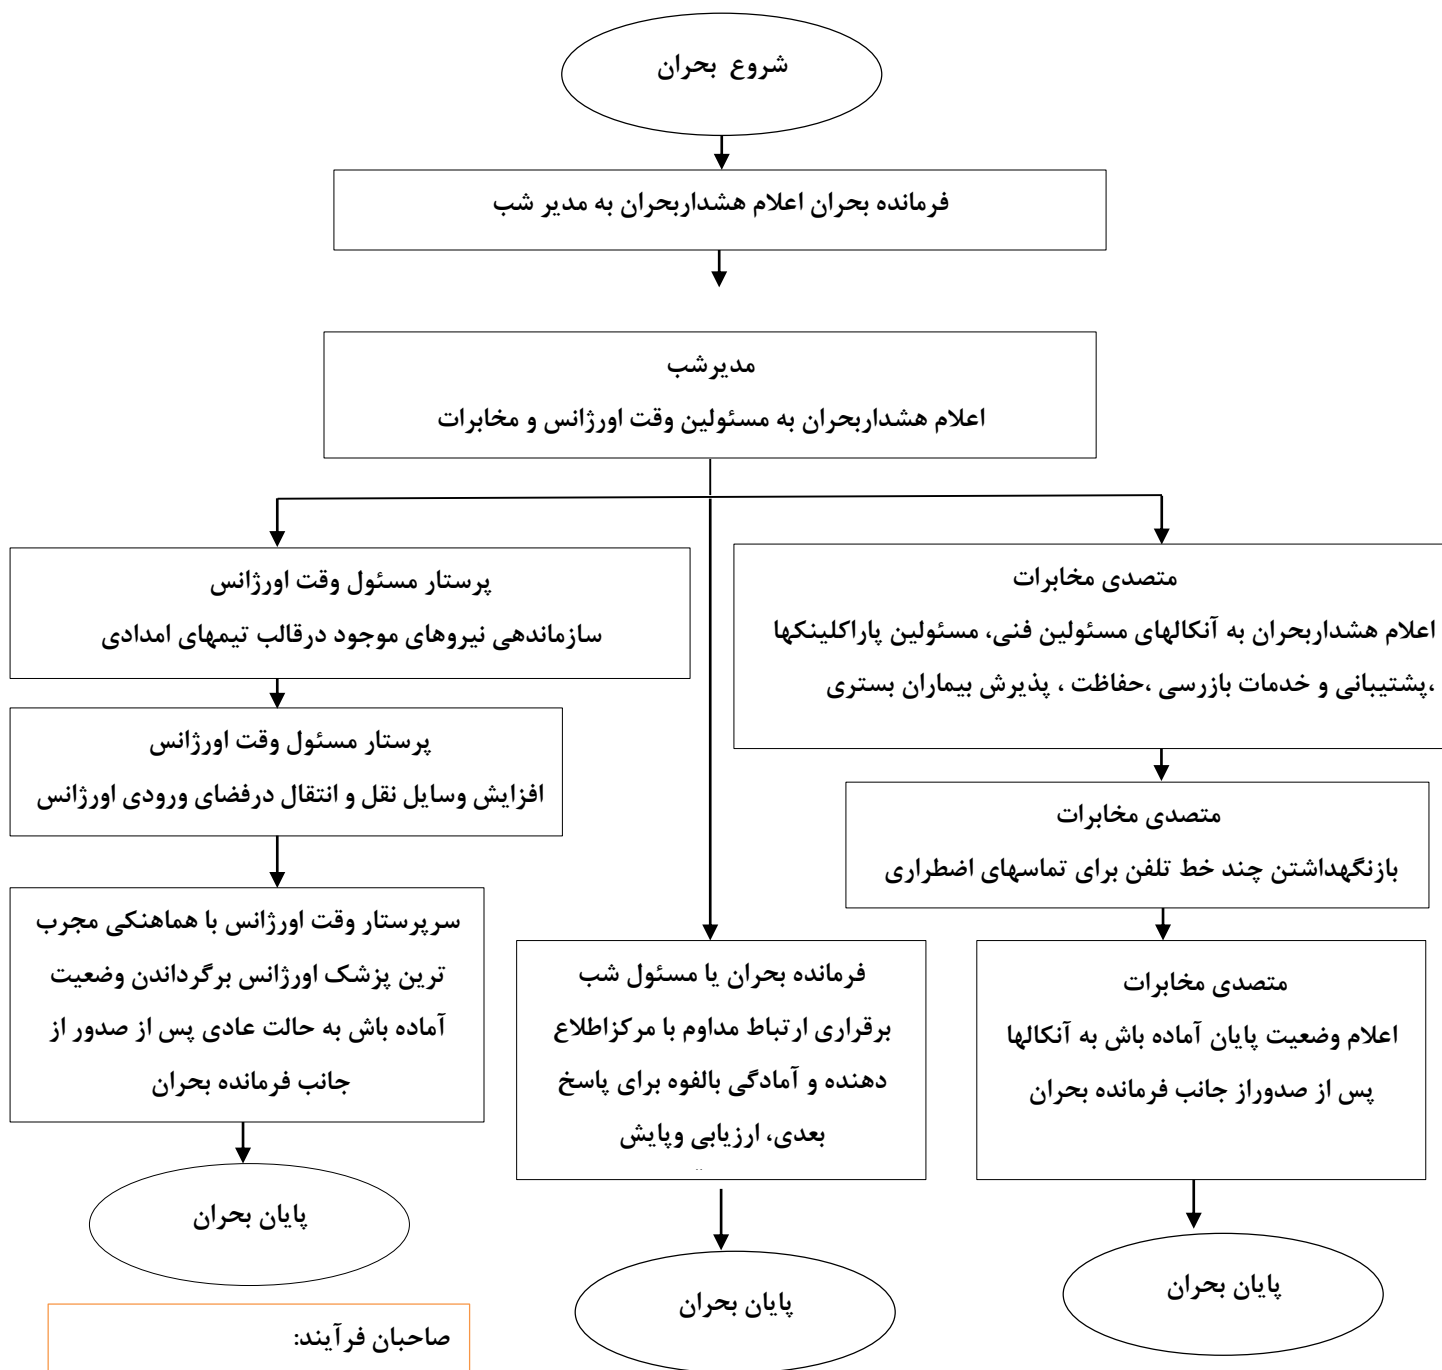 شروع بحران
فرمانده بحران اعلام هشداربحران به مدیر شب
مدیرشب
اعلام هشداربحران به مسئولین وقت اورژانس و مخابرات
متصدی مخابرات
اعلام هشداربحران به آنکالهای مسئولین فنی، مسئولین پاراکلینکها
،پشتیبانی و خدمات بازرسی ،حفاظت ، پذیرش بیماران بستری
متصدی مخابرات
بازنگهداشتن چند خط تلفن برای تماسهای اضطراری
متصدی مخابرات
اعلام وضعیت پایان آماده باش به آنکالها
پس از صدوراز جانب فرمانده بحران
پایان بحران
فرمانده بحران یا مسئول شب
برقراری ارتباط مداوم با مرکزاطلاع
دهنده و آمادگی بالفوه برای پاسخ
بعدی، ارزیابی وپایش
پایان بحران
پرستار مسئول وقت اورژانس
سازماندهی نیروهای موجود درقالب تیمهای امدادی
پرستار مسئول وقت اورژانس
افزایش وسایل نقل و انتقال درفضای ورودی اورژانس
سرپرستار وقت اورژانس با هماهنکی مجرب
ترین پزشک اورژانس برگرداندن وضعیت
آماده باش به حالت عادی پس از صدور از
جانب فرمانده بحران
پایان بحران
صاحبان فرآیند: